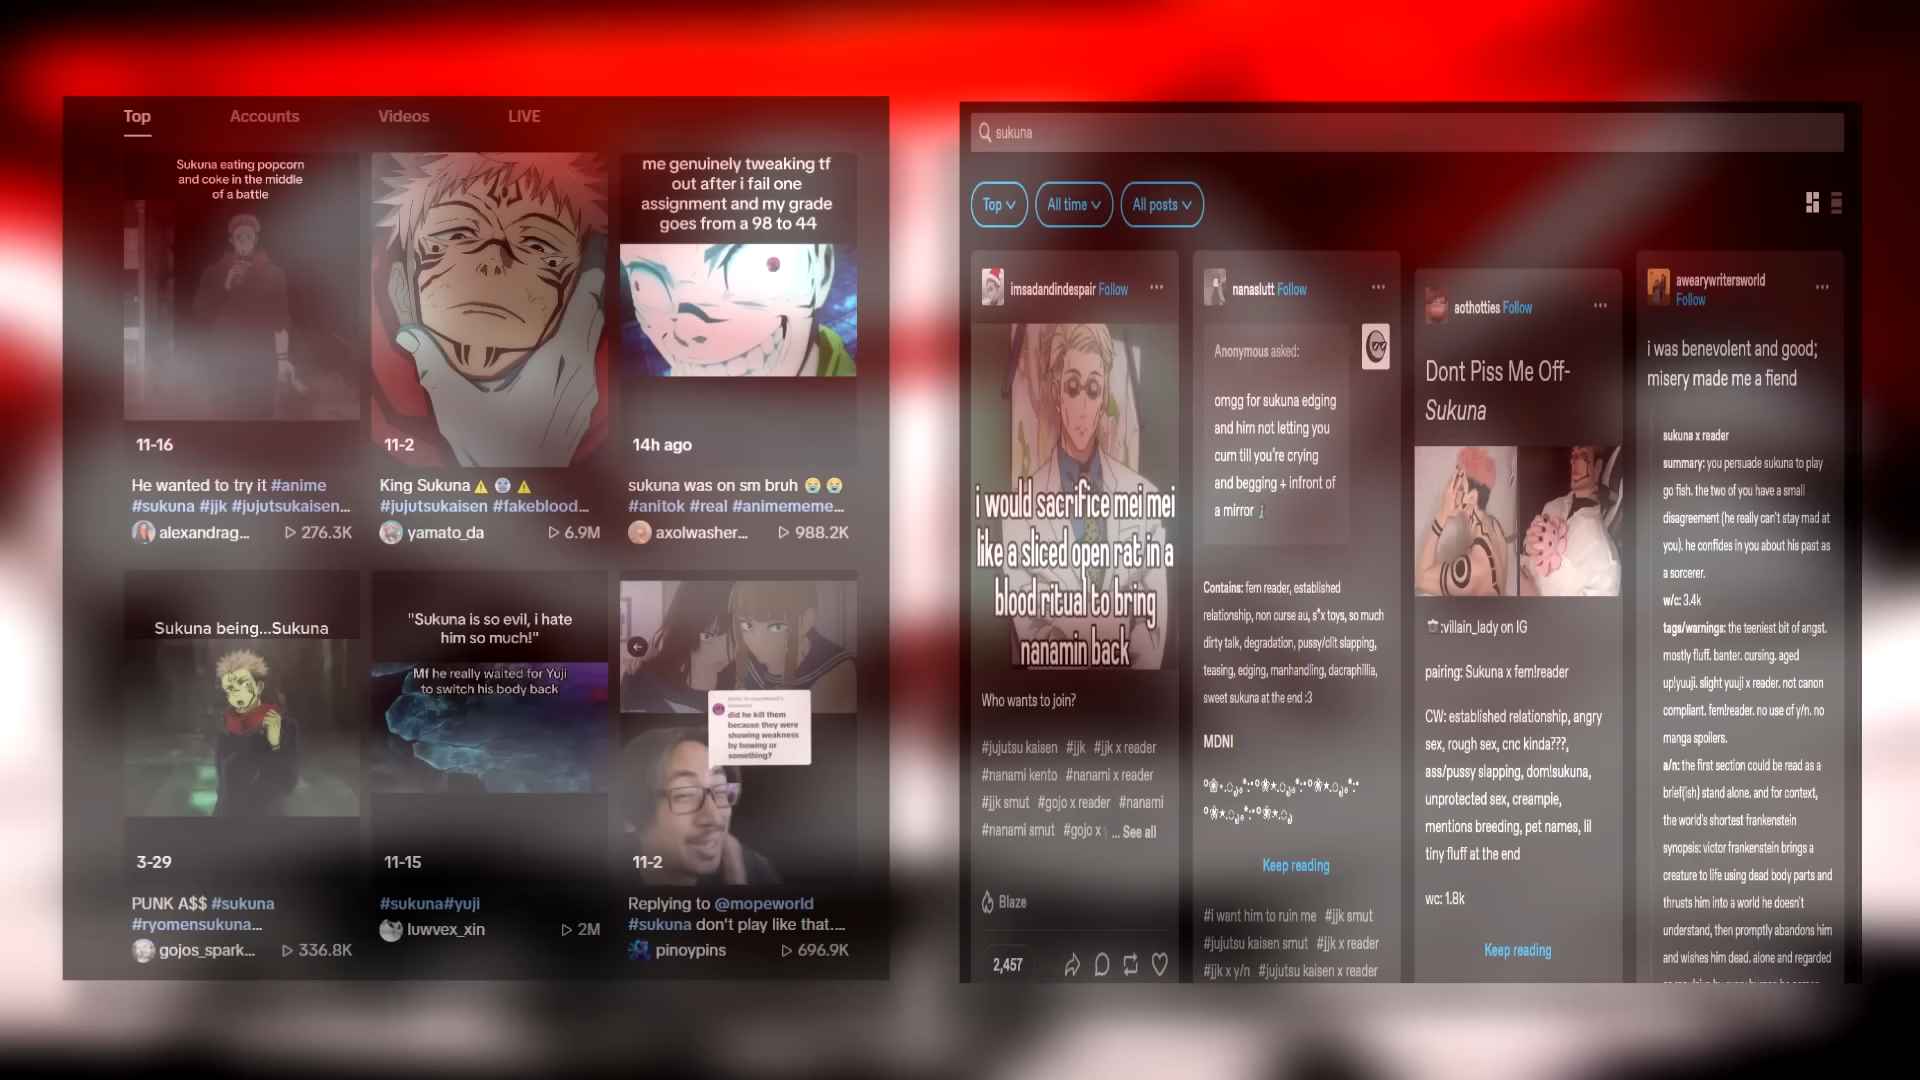 Top
Accounts
Videos
LIVE
Sukuna eating popcorn
and coke in the middle
of a battle
11-16
He wanted to try it #anime
#sukuna #jjk #jujutsukaisen...
alexandrag...
276.3K
11-2
King Sukuna ⚠️ 🥶 ⚠️
#jujutsukaisen #fakeblood...
yamato_da
6.9M
me genuinely tweaking tf
out after i fail one
assignment and my grade
goes from a 98 to 44
14h ago
sukuna was on sm bruh 😭 😭
#anitok #real #animememe...
axolwasher...
988.2K
Sukuna being...Sukuna
3-29
PUNK A$$ #sukuna
#ryomensukuna...
gojos_spark...
336.8K
"Sukuna is so evil, i hate
him so much!"
Mf he really waited for Yuji
to switch his body back
11-15
#sukuna#yuji
luwvex_xin
2M
did he kill them
because they were
showing weakness
by bowing or
something?
11-2
Replying to @mopeworld
#sukuna don't play like that....
pinoypins
696.9K
sukuna
Top
All time
All posts
imsadandindespair Follow
i would sacrifice mei mei
like a sliced open rat in a
blood ritual to bring
nanamin back
Who wants to join?
#jujutsu kaisen #jjk #jjk x reader
#nanami kento #nanami x reader
#jjk smut #gojo x reader #nanami
#nanami smut #gojo x ... See all
Blaze
2,457
nanaslutt Follow
Anonymous asked:
omgg for sukuna edging
and him not letting you
cum till you're crying
and begging + infront of
a mirror
Contains: fem reader, established
relationship, non curse au, s*x toys, so much
dirty talk, degradation, pussy/clit slapping,
teasing, edging, manhandling, dacraphillia,
sweet sukuna at the end :3
MDNI
Keep reading
#i want him to ruin me #jjk smut
#jujutsu kaisen smut #jjk x reader
#jjk x y/n #jujutsu kaisen x reader
aothotties Follow
Dont Piss Me Off-
Sukuna
:villain_lady on IG
pairing: Sukuna x fem!reader
CW: established relationship, angry
sex, rough sex, cnc kinda???,
ass/pussy slapping, dom!sukuna,
unprotected sex, creampie,
mentions breeding, pet names, lil
tiny fluff at the end
wc: 1.8k
Keep reading
awearywritersworld
Follow
i was benevolent and good;
misery made me a fiend
sukuna x reader
summary: you persuade sukuna to play
go fish. the two of you have a small
disagreement (he really can't stay mad at
you). he confides in you about his past as
a sorcerer.
w/c: 3.4k
tags/warnings: the teeniest bit of angst.
mostly fluff. banter. cursing. aged
up!yuuji. slight yuuji x reader. not canon
compliant. fem!reader. no use of y/n. no
manga spoilers.
a/n: the first section could be read as a
brief(ish) stand alone. and for context,
the world's shortest frankenstein
synopsis: victor frankenstein brings a
creature to life using dead body parts and
thrusts him into a world he doesn't
understand, then promptly abandons him
and wishes him dead. alone and regarded